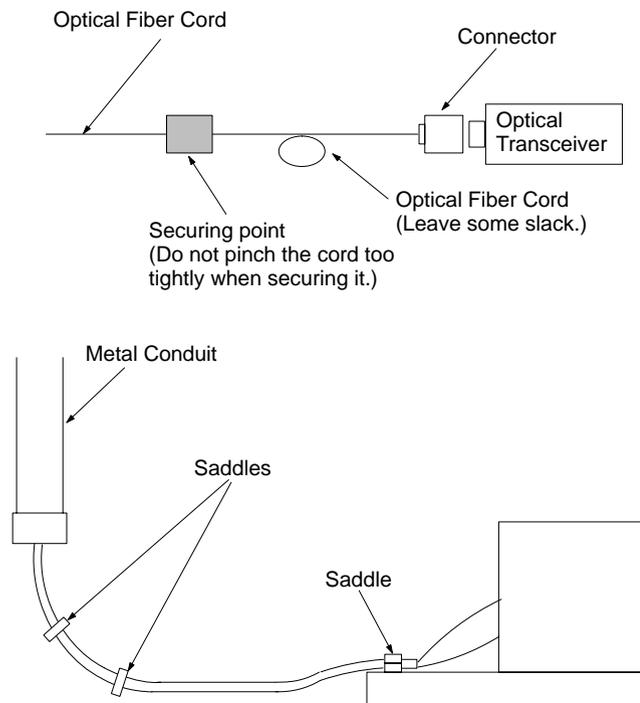 Optical Fiber Cord
Connector
Optical
Transceiver
Optical Fiber Cord
(Leave some slack.)
Securing point
(Do not pinch the cord too
tightly when securing it.)
Metal Conduit
Saddles
Saddle